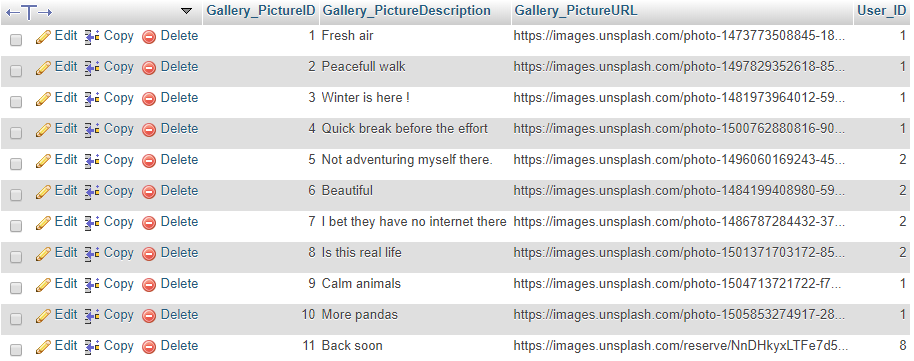 Gallery_PictureID Gallery_PictureDescription Gallery_PictureURL User_ID
Edit Copy Delete 1 Fresh air https://images.unsplash.com/photo-1473773508845-18... 1
Edit Copy Delete 2 Peacefull walk https://images.unsplash.com/photo-1497829352618-85... 1
Edit Copy Delete 3 Winter is here ! https://images.unsplash.com/photo-1481973964012-59... 1
Edit Copy Delete 4 Quick break before the effort https://images.unsplash.com/photo-1500762880816-90... 1
Edit Copy Delete 5 Not adventuring myself there. https://images.unsplash.com/photo-1496060169243-45... 2
Edit Copy Delete 6 Beautiful https://images.unsplash.com/photo-1484199408980-59... 2
Edit Copy Delete 7 I bet they have no internet there https://images.unsplash.com/photo-1486787284432-37... 2
Edit Copy Delete 8 Is this real life https://images.unsplash.com/photo-1501371703172-85... 2
Edit Copy Delete 9 Calm animals https://images.unsplash.com/photo-1504713721722-f7... 1
Edit Copy Delete 10 More pandas https://images.unsplash.com/photo-1505853274917-28... 1
Edit Copy Delete 11 Back soon https://images.unsplash.com/reserve/NnDHkyxLTFe7d5... 8